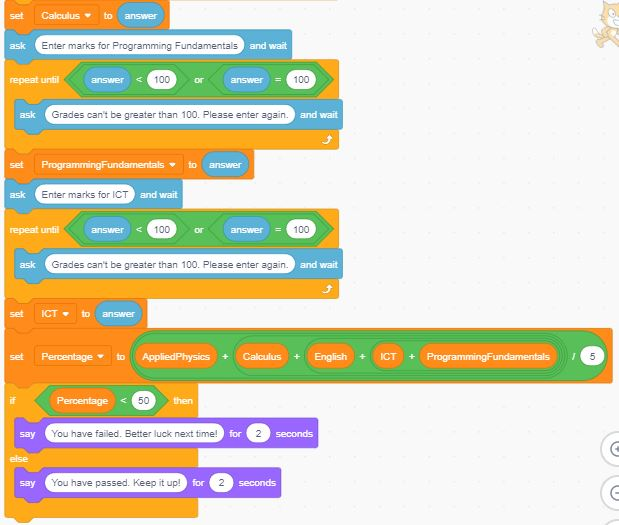 set Calculus to answer
ask Enter marks for Programming Fundamentals and wait
repeat until answer < 100 or answer = 100
ask Grades can't be greater than 100. Please enter again. and wait
set ProgrammingFundamentals to answer
ask Enter marks for ICT and wait
repeat until answer < 100 or answer = 100
ask Grades can't be greater than 100. Please enter again. and wait
set ICT to answer
set Percentage to AppliedPhysics + Calculus + English + ICT + ProgrammingFundamentals / 5
if Percentage < 50 then
say You have failed. Better luck next time! for 2 seconds
else
say You have passed. Keep it up! for 2 seconds